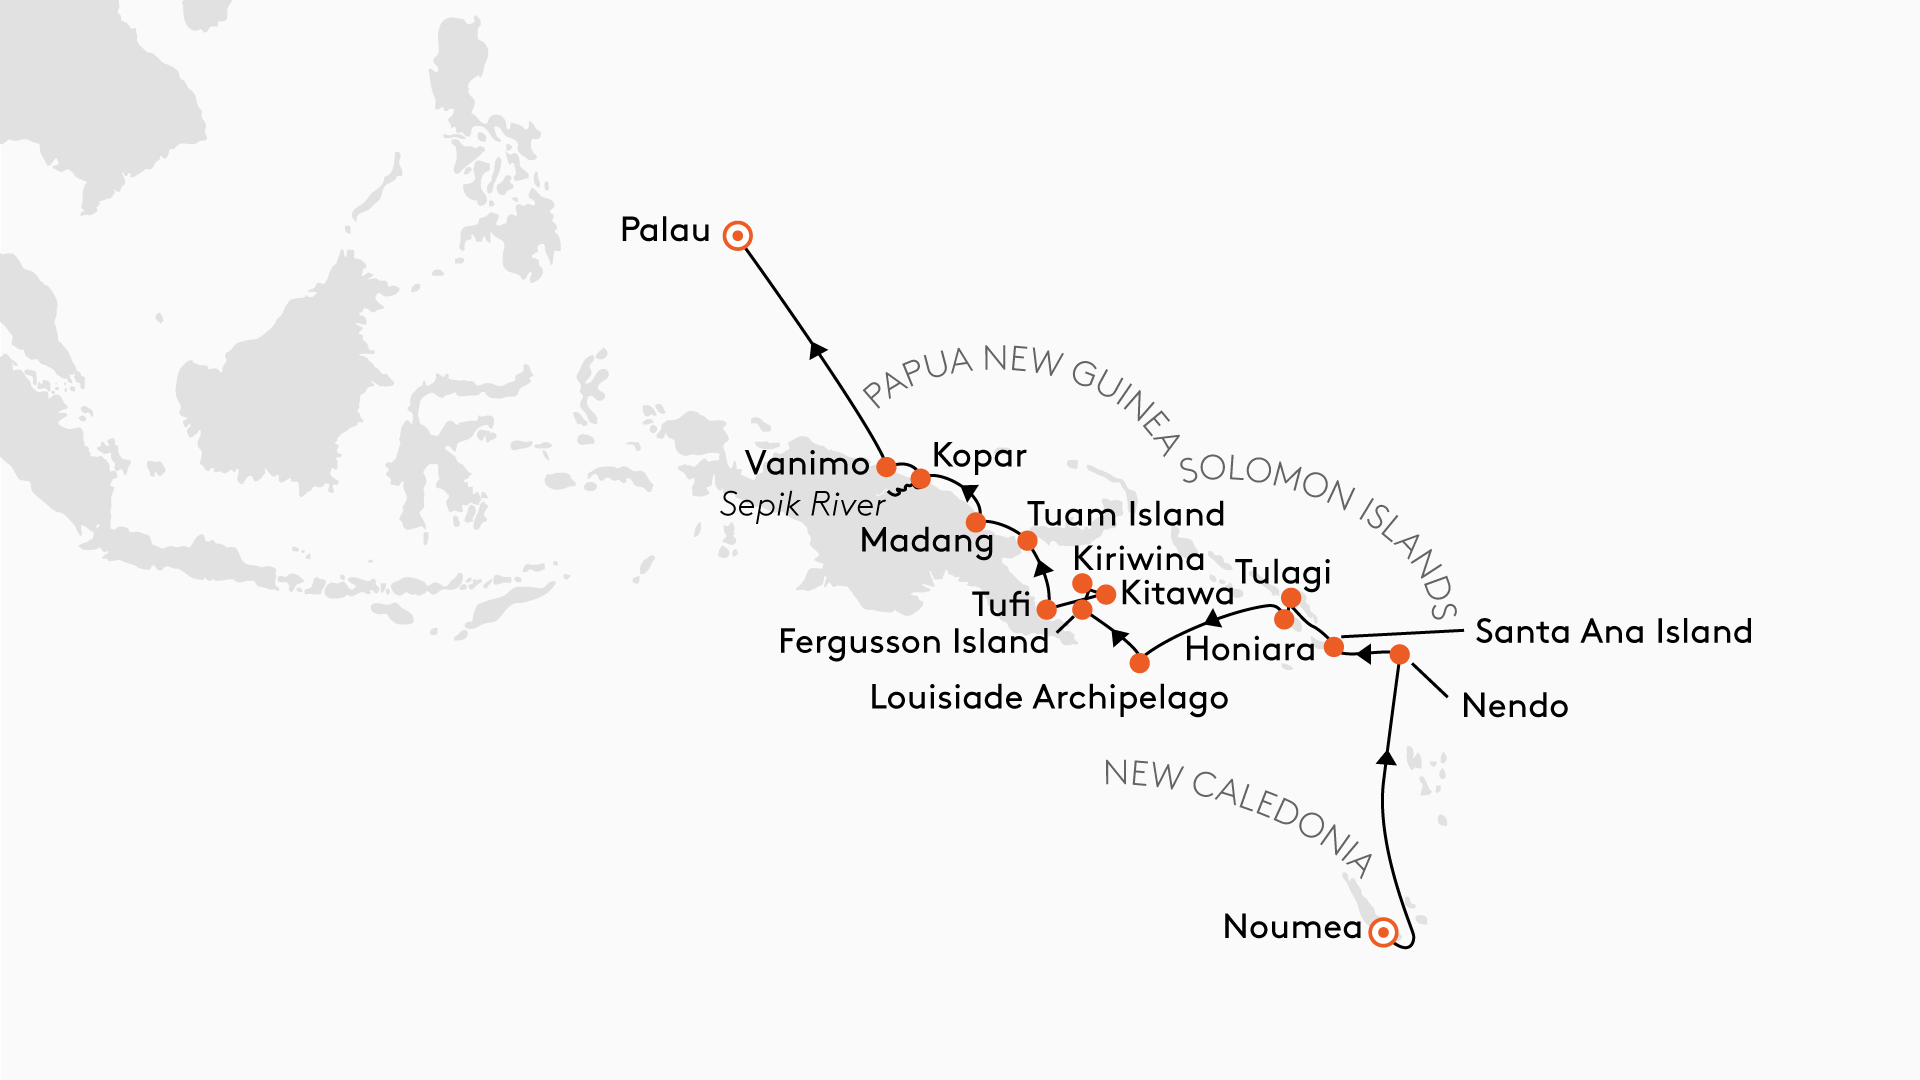 Palau
PAPUA NEW GUINEA
SOLOMON ISLANDS
Vanimo
Kopar
Sepik River
Madang
Tuam Island
Kiriwina
Kitawa
Tulagi
Tufi
Fergusson Island
Honiara
Santa Ana Island
Louisiade Archipelago
Nendo
NEW CALEDONIA
Noumea